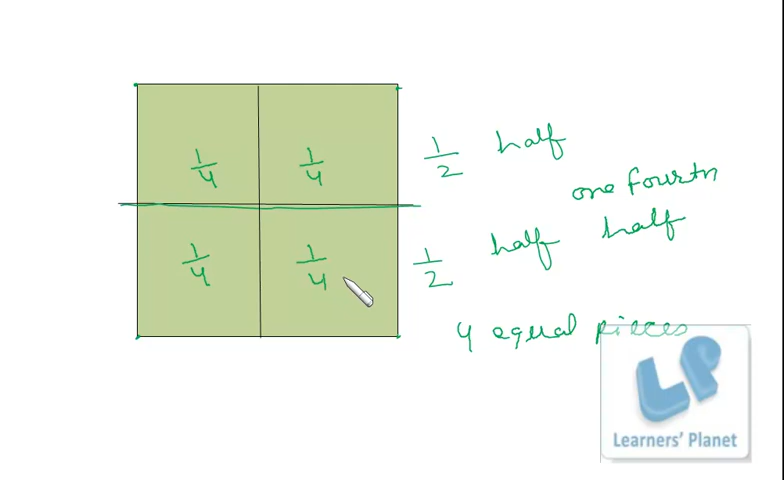 1/4 1/4 1/2 half
one fourth
1/4 1/4 1/2 half half
4 equal pieces
LP
Learners' Planet